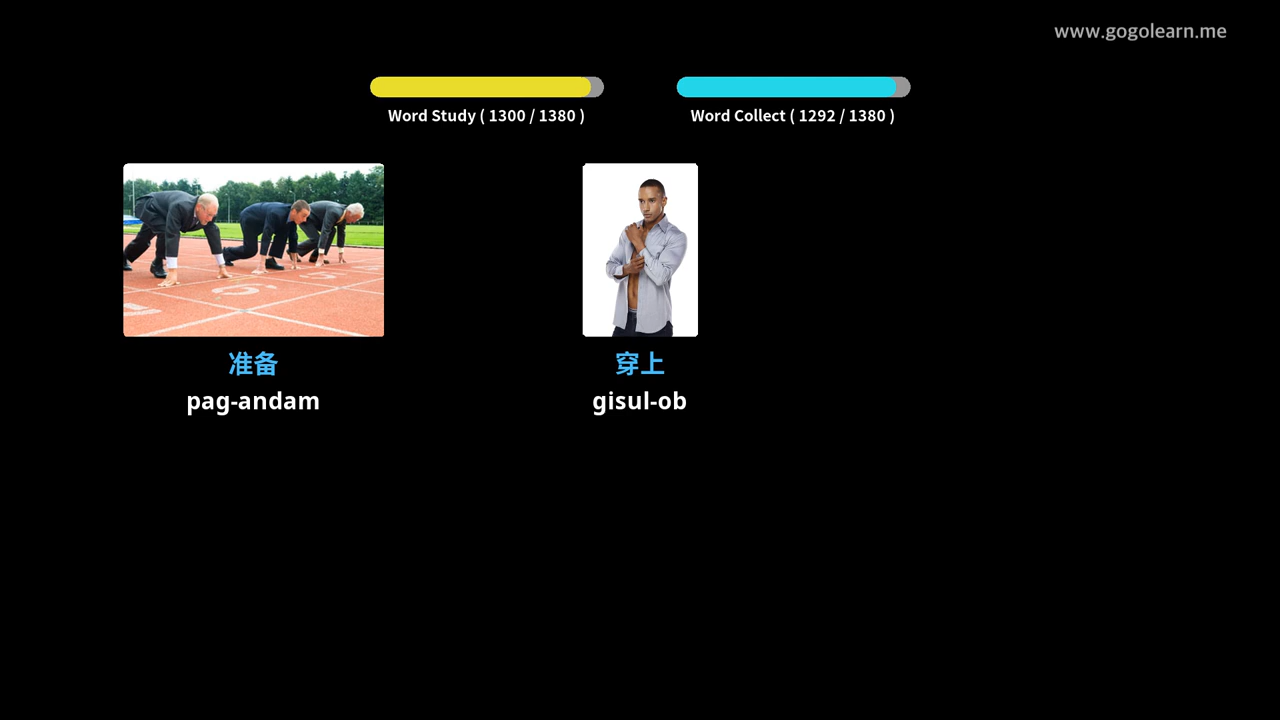 www.gogolearn.me
Word Study ( 1300 / 1380 )
Word Collect ( 1292 / 1380 )
准备
pag-andam
穿上
gisul-ob